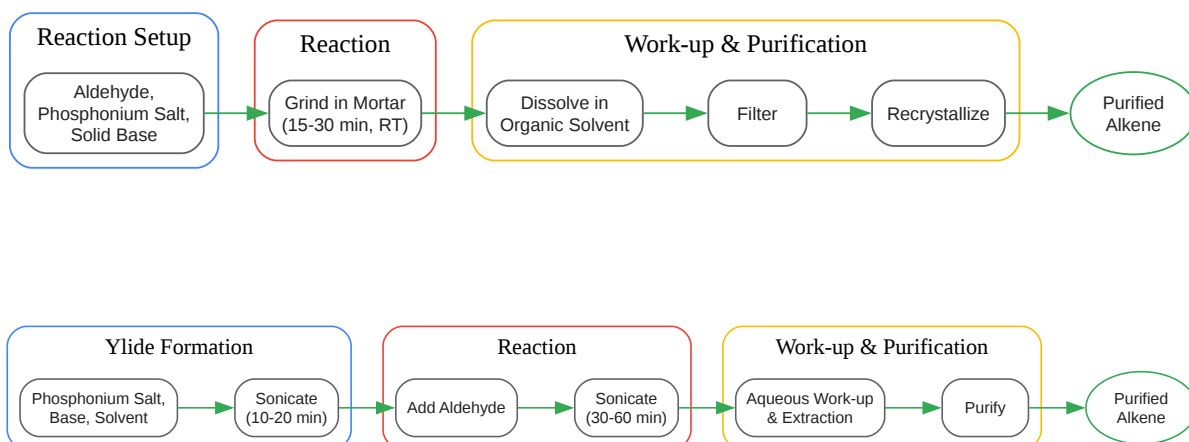 Reaction Setup
Reaction
Work-up & Purification
Aldehyde,
Phosphonium Salt,
Solid Base
Grind in Mortar
(15-30 min, RT)
Dissolve in
Organic Solvent
Filter
Recrystallize
Purified
Alkene
Ylide Formation
Reaction
Work-up & Purification
Phosphonium Salt,
Base, Solvent
Sonicate
(10-20 min)
Add Aldehyde
Sonicate
(30-60 min)
Aqueous Work-up
& Extraction
Purify
Purified
Alkene